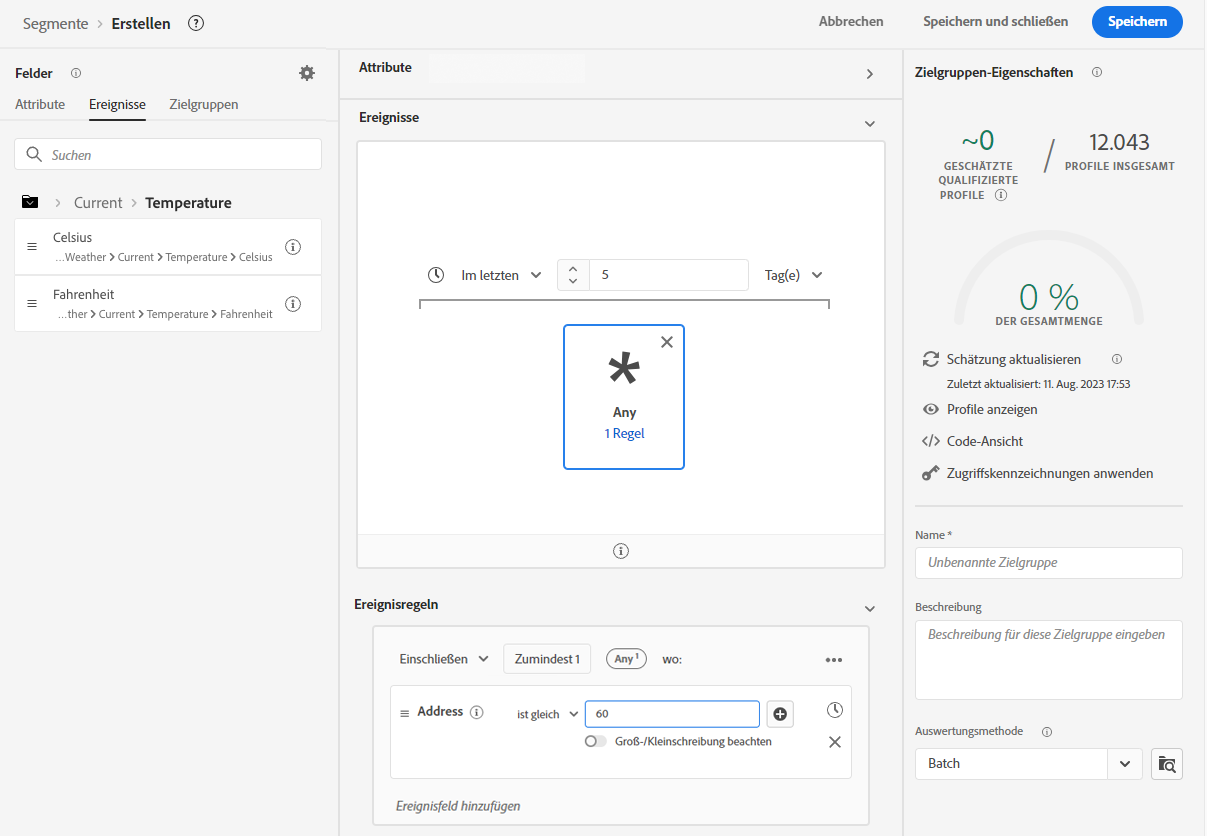 Segmente > Erstellen
Abbrechen
Speichern und schließen
Speichern
Felder
Attribute
Ereignisse
Zielgruppen
Suchen
> Current > Temperature
Celsius
...Weather > Current > Temperature > Celsius
Fahrenheit
...ther > Current > Temperature > Fahrenheit
Attribute
Ereignisse
Im letzten
5
Tag(e)
Any
1 Regel
Ereignisregeln
Einschließen
Zumindest 1
Any 1
wo:
Address
ist gleich
60
Groß-/Kleinschreibung beachten
Ereignisfeld hinzufügen
Zielgruppen-Eigenschaften
~0
GESCHÄTZTE
QUALIFIZIERTE
PROFILE
/
12.043
PROFILE INSGESAMT
0 %
DER GESAMTMENGE
Schätzung aktualisieren
Zuletzt aktualisiert: 11. Aug. 2023 17:53
Profile anzeigen
Code-Ansicht
Zugriffskennzeichnungen anwenden
Name *
Unbenannte Zielgruppe
Beschreibung
Beschreibung für diese Zielgruppe eingeben
Auswertungsmethode
Batch